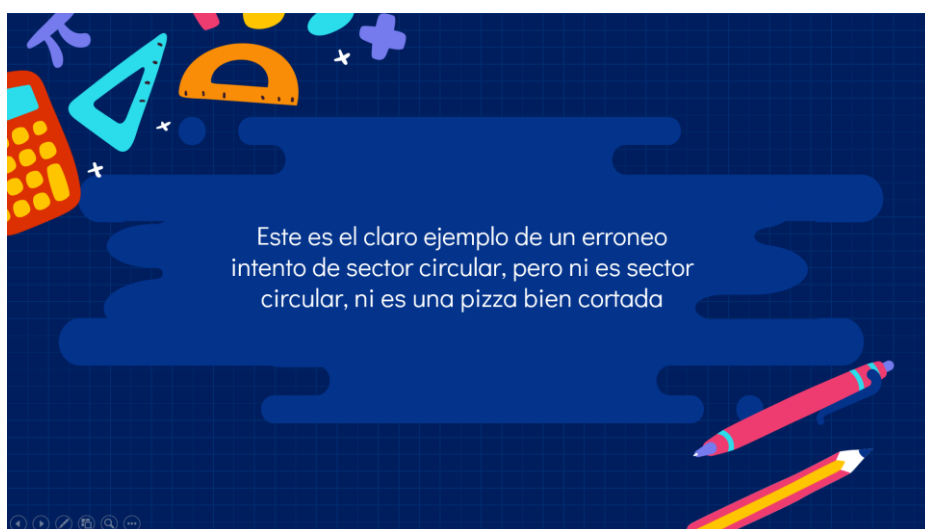 Este es el claro ejemplo de un erroneo
intento de sector circular, pero ni es sector
circular, ni es una pizza bien cortada